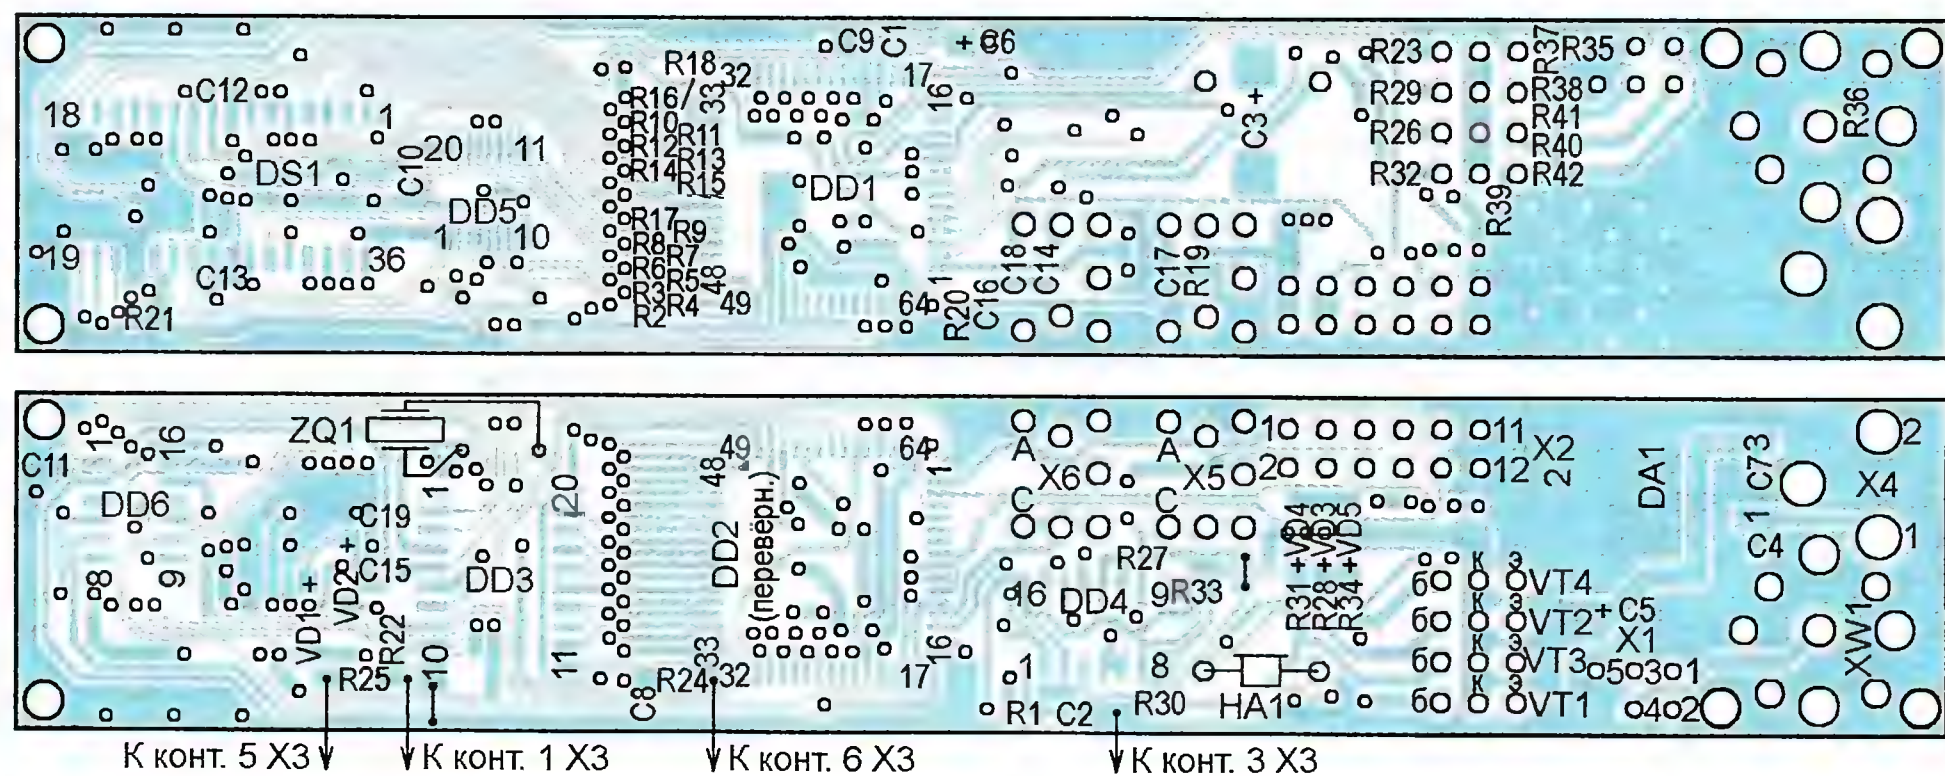 C9 C1 +C6 R23 R37 R35
R18 32 17
C12 R16/ 33 16 C3 + R29 R38
18 1 R10 R41 R36
20 11 R11 R26
C10 R12 R13 R40
DS1 R14 R15 DD1 R32 R42
DD5 R17 R9 R39
1 10 R8 R7
19 36 R6 R5 48 C18 C14 C17 R19
C13 R3 R4 49 64 1 C16
R21 R2 R20
ZQ1 49 64 A A 1 11 2
1 16 48 1 X2
C11 1 X6 X5 2 12 2 DA1 C7 3 X4
DD6 20 DD2 (перевёрн.) C C
C19 R31 +VD4 R28 +VD3 R34 +VD5 C4 1 1
8 9 VD2 + C15 DD3 R27 к э
VD1 + 16 DD4 9 R33 б VT4
R22 к э
33 16 б VT2 + C5
11 к э X1 XW1
R25 10 R24 32 17 1 8 б VT3 5 3 1
C8 к э
R1 C2 R30 HA1 б VT1 4 2
К конт. 5 X3 К конт. 1 X3 К конт. 6 X3 К конт. 3 X3